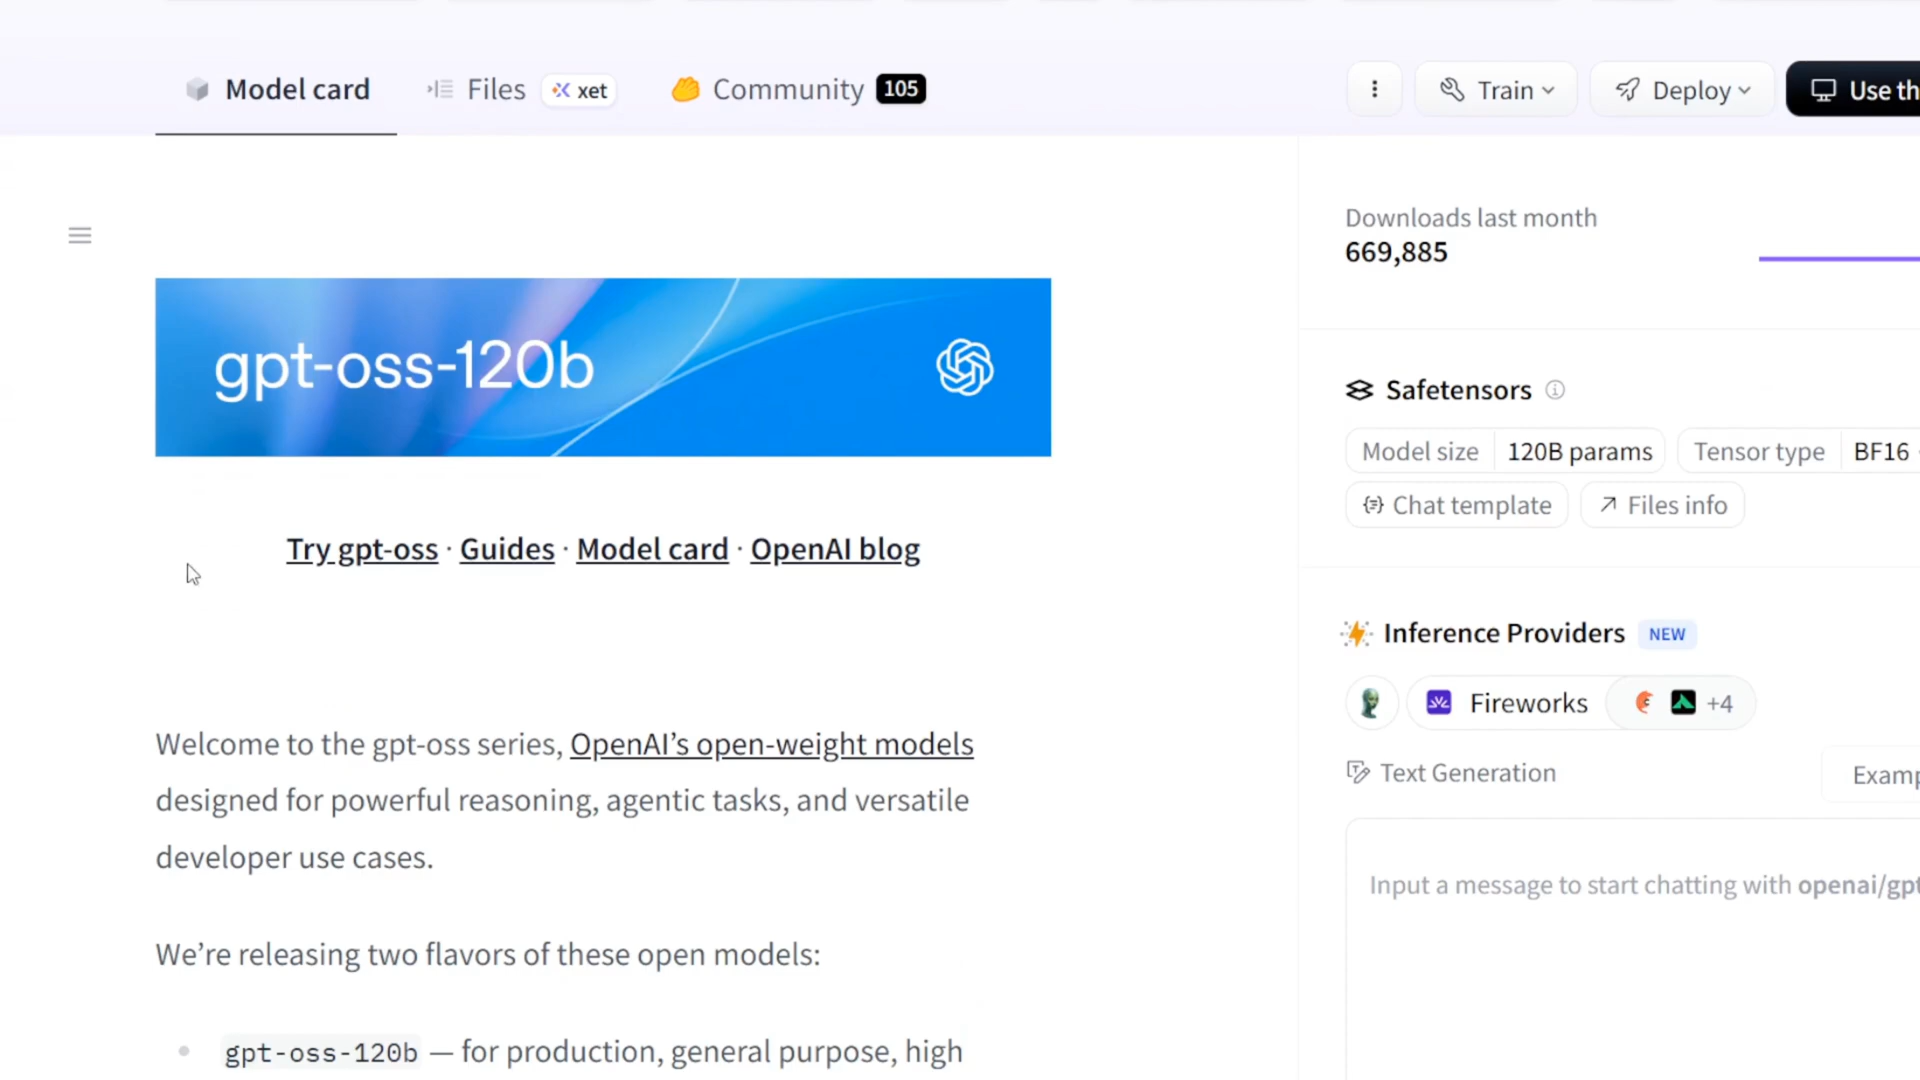 Model card
Files
xet
Community 105
Train
Deploy
Use th
Downloads last month
669,885
gpt-oss-120b
Safetensors
Model size 120B params
Tensor type BF16
Chat template
Files info
Try gpt-oss · Guides · Model card · OpenAI blog
Inference Providers NEW
Fireworks
+4
Text Generation
Examp
Input a message to start chatting with openai/gpt
Welcome to the gpt-oss series, OpenAI’s open-weight models
designed for powerful reasoning, agentic tasks, and versatile
developer use cases.
We’re releasing two flavors of these open models:
gpt-oss-120b — for production, general purpose, high